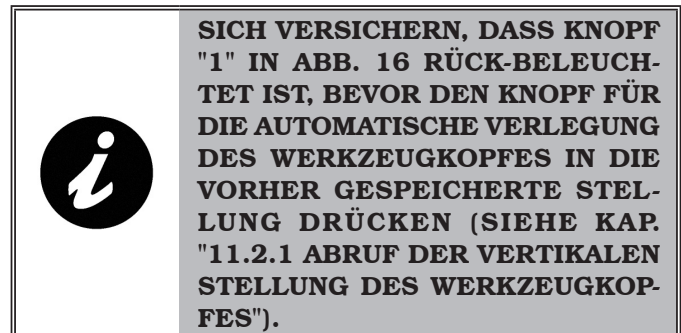 SICH VERSICHERN, DASS KNOPF
"1" IN ABB. 16 RÜCK-BELEUCH-
TET IST, BEVOR DEN KNOPF FÜR
DIE AUTOMATISCHE VERLEGUNG
DES WERKZEUGKOPFES IN DIE
VORHER GESPEICHERTE STEL-
LUNG DRÜCKEN (SIEHE KAP.
"11.2.1 ABRUF DER VERTIKALEN
STELLUNG DES WERKZEUGKOP-
FES").